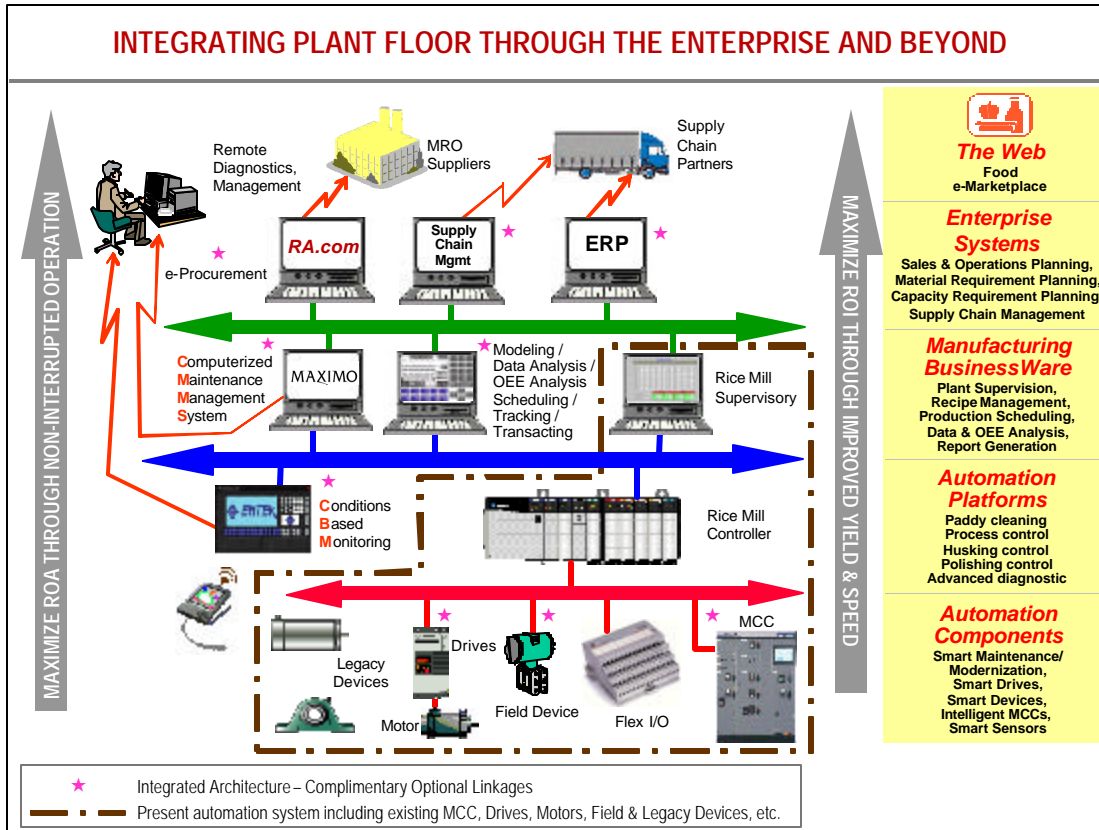 INTEGRATING PLANT FLOOR THROUGH THE ENTERPRISE AND BEYOND
MAXIMIZE ROA THROUGH NON-INTERRUPTED OPERATION
Remote
Diagnostics,
Management
MRO
Suppliers
Supply
Chain
Partners
e-Procurement
RA.com
Supply
Chain
Mgmt
ERP
Computerized
Maintenance
Management
System
MAXIMO
Modeling /
Data Analysis /
OEE Analysis
Scheduling /
Tracking /
Transacting
Rice Mill
Supervisory
ENTEK
Conditions
Based
Monitoring
Rice Mill
Controller
Legacy
Devices
Drives
Motor
Field Device
Flex I/O
MCC
MAXIMIZE ROI THROUGH IMPROVED YIELD & SPEED
The Web
Food
e-Marketplace
Enterprise
Systems
Sales & Operations Planning,
Material Requirement Planning,
Capacity Requirement Planning
Supply Chain Management
Manufacturing
BusinessWare
Plant Supervision,
Recipe Management,
Production Scheduling,
Data & OEE Analysis,
Report Generation
Automation
Platforms
Paddy cleaning
Process control
Husking control
Polishing control
Advanced diagnostic
Automation
Components
Smart Maintenance/
Modernization,
Smart Drives,
Smart Devices,
Intelligent MCCs,
Smart Sensors
Integrated Architecture – Complimentary Optional Linkages
Present automation system including existing MCC, Drives, Motors, Field & Legacy Devices, etc.